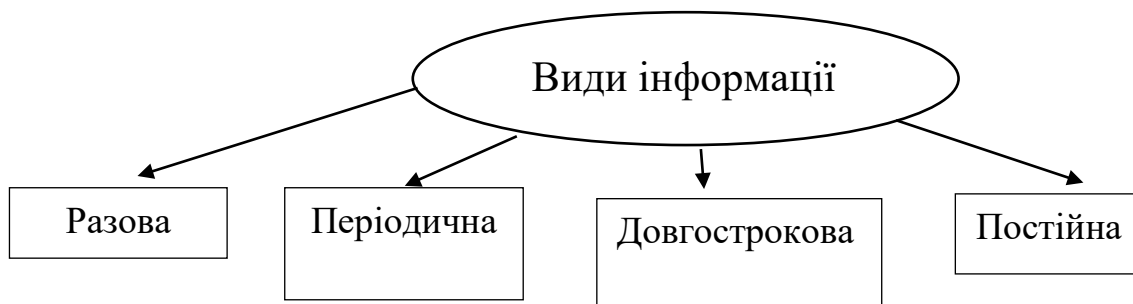 Види інформації
Разова
Періодична
Довгострокова
Постійна